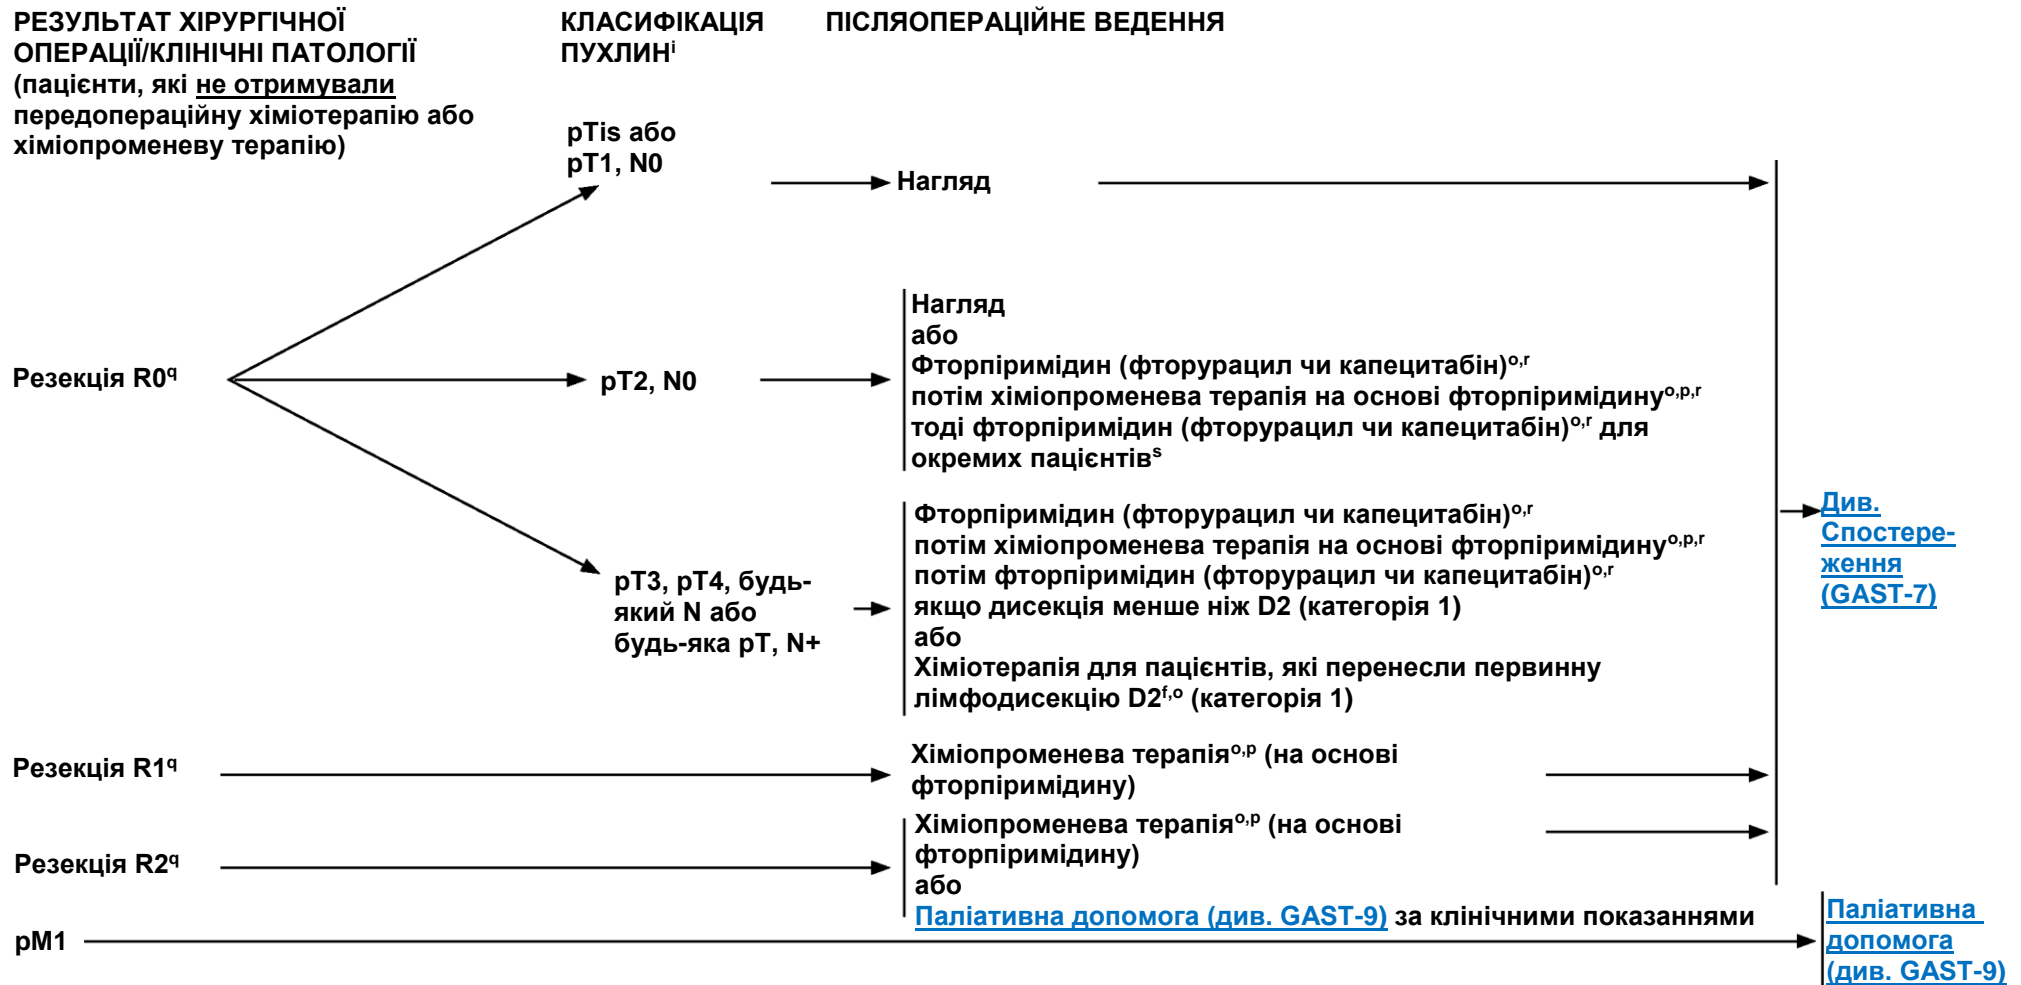 РЕЗУЛЬТАТ ХІРУРГІЧНОЇ
ОПЕРАЦІЇ/КЛІНІЧНІ ПАТОЛОГІЇ
(пацієнти, які не отримували
передопераційну хіміотерапію або
хіміопроменеву терапію)
КЛАСИФІКАЦІЯ
ПУХЛИНⁱ
ПІСЛЯОПЕРАЦІЙНЕ ВЕДЕННЯ
pTis або
pT1, N0
Нагляд
Резекція R0q
pT2, N0
Нагляд
або
Фторпіримідин (фторурацил чи капецитабін)o,r
потім хіміопроменева терапія на основі фторпіримідинуo,p,r
тоді фторпіримідин (фторурацил чи капецитабін)o,r для
окремих пацієнтівs
pT3, pT4, будь-
який N або
будь-яка pT, N+
Фторпіримідин (фторурацил чи капецитабін)o,r
потім хіміопроменева терапія на основі фторпіримідинуo,p,r
потім фторпіримідин (фторурацил чи капецитабін)o,r
якщо дисекція менше ніж D2 (категорія 1)
або
Хіміотерапія для пацієнтів, які перенесли первинну
лімфодисекцію D2f,o (категорія 1)
Див.
Спостере-
ження
(GAST-7)
Резекція R1q
Хіміопроменева терапіяo,p (на основі
фторпіримідину)
Резекція R2q
Хіміопроменева терапіяo,p (на основі
фторпіримідину)
або
Паліативна допомога (див. GAST-9) за клінічними показаннями
pM1
Паліативна
допомога
(див. GAST-9)